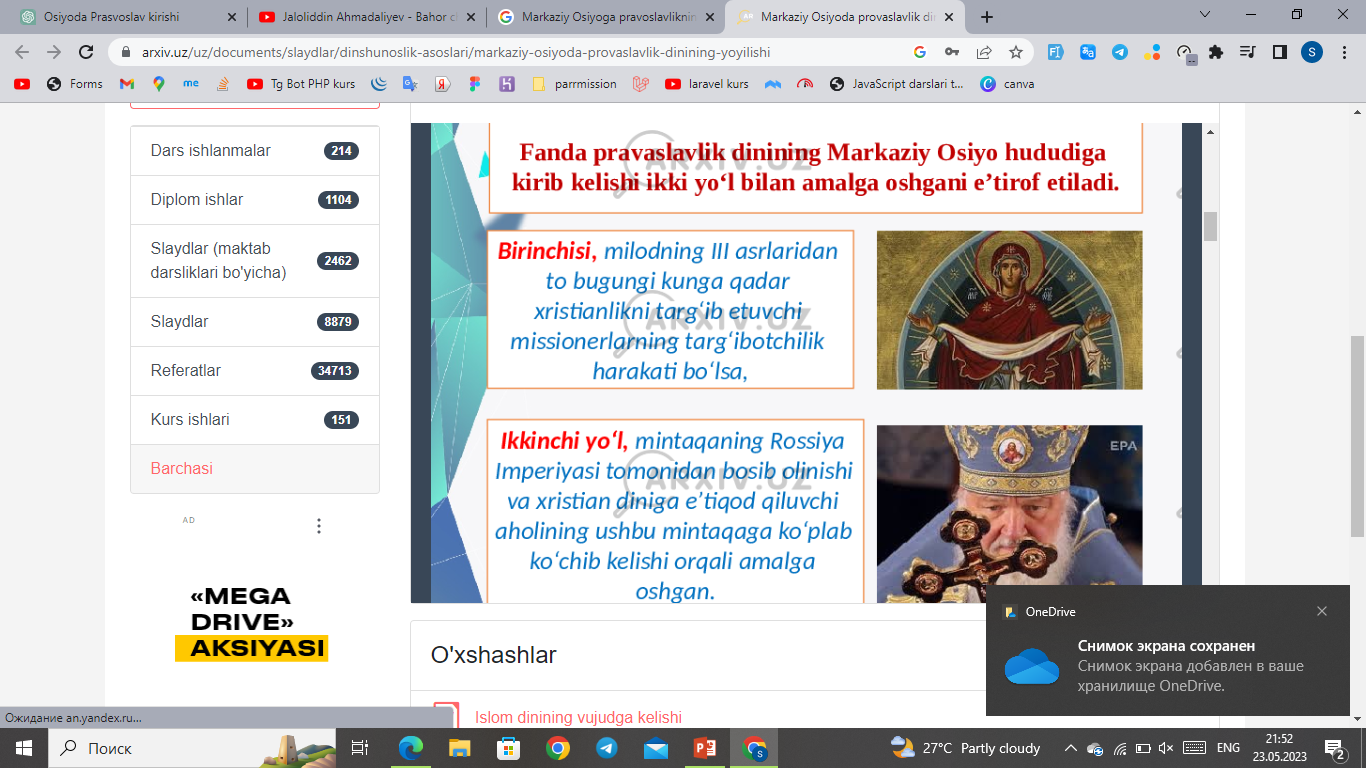 Osiyoda Prasvoslav kirishi
Jaloliddin Ahmadaliyev - Bahor
Markaziy Osiyoga pravoslavliknin
Markaziy Osiyoda provaslavlik di
arxiv.uz/uz/documents/slaydlar/dinshunoslik-asoslari/markaziy-osiyoda-provaslavlik-dinining-yoyilishi
S
Forms
me
Tg Bot PHP kurs
parrmission
laravel kurs
JavaScript darslari t...
canva
Dars ishlanmalar 214
Diplom ishlar 1104
Slaydlar (maktab
darsliklari bo'yicha) 2462
Slaydlar 8879
Referatlar 34713
Kurs ishlari 151
Barchasi
AD
«MEGA
DRIVE»
AKSIYASI
ARXIV.UZ
Fanda pravaslavlik dinining Markaziy Osiyo hududiga
kirib kelishi ikki yo‘l bilan amalga oshgani e’tirof etiladi.
Birinchisi, milodning III asrlaridan
to bugungi kunga qadar
xristianlikni targ‘ib etuvchi
missionerlarning targ‘ibotchilik
harakati bo‘lsa,
ARXIV.UZ
Ikkinchi yo‘l, mintaqaning Rossiya
Imperiyasi tomonidan bosib olinishi
va xristian diniga e’tiqod qiluvchi
aholining ushbu mintaqaga ko‘plab
ko‘chib kelishi orqali amalga
oshgan.
ARXIV.UZ
EPA
O'xshashlar
Islom dinining vujudga kelishi
OneDrive
Снимок экрана сохранен
Снимок экрана добавлен в ваше
хранилище OneDrive.
Ожидание an.yandex.ru...
Поиск
27°C Partly cloudy
ENG
21:52
23.05.2023
2